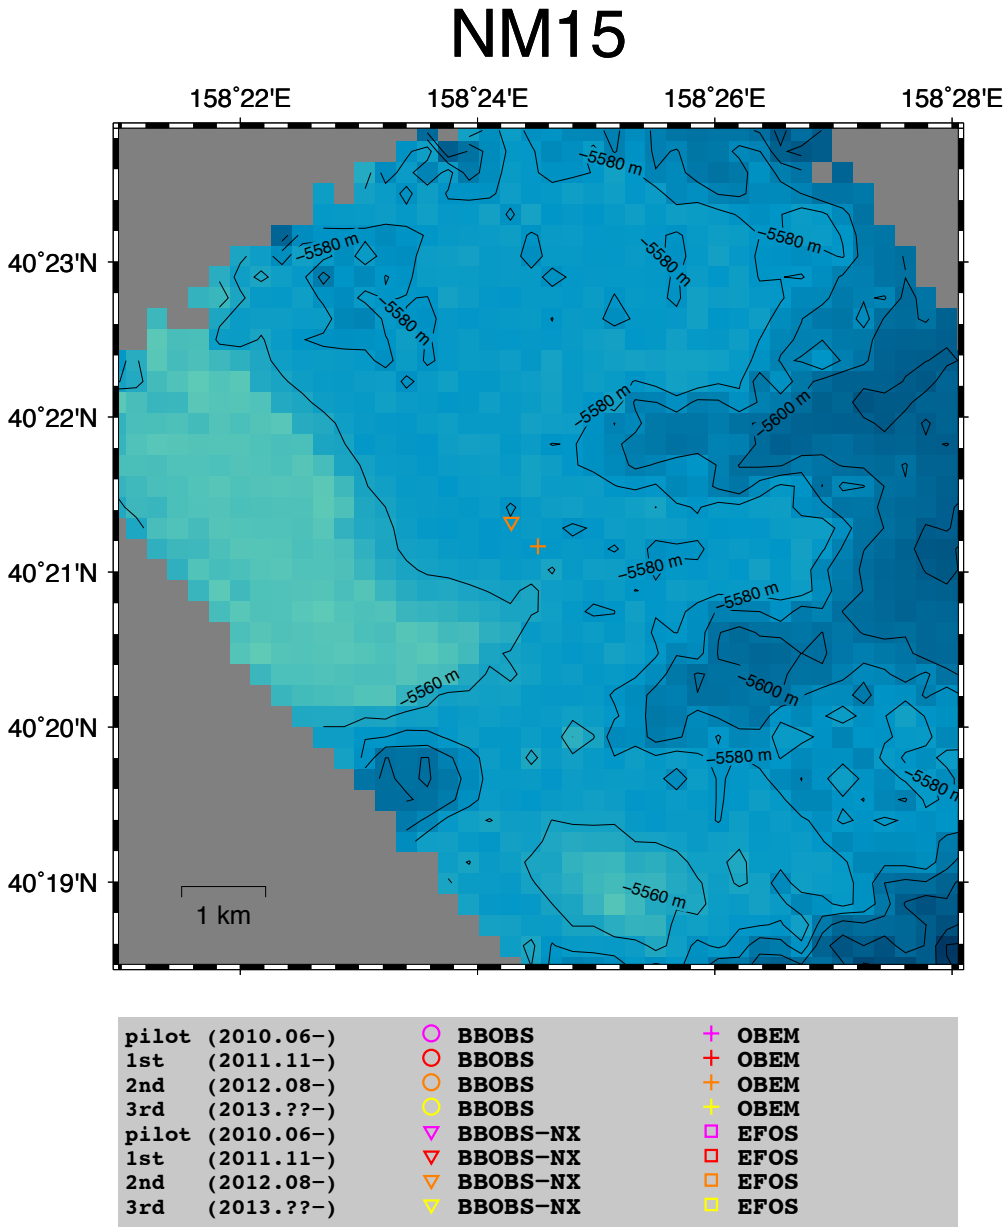 NM15
158°22'E 158°24'E 158°26'E 158°28'E
−5580 m
−5580 m
−5580 m
−5580 m
40°23'N
−5580 m
−5580 m
−5600 m
40°22'N
−5580 m
40°21'N
−5580 m
−5560 m
−5600 m
40°20'N
−5580 m
−5580 m
−5560 m
40°19'N
1 km
pilot (2010.06−) BBOBS OBEM
1st (2011.11−) BBOBS OBEM
2nd (2012.08−) BBOBS OBEM
3rd (2013.??−) BBOBS OBEM
pilot (2010.06−) BBOBS−NX EFOS
1st (2011.11−) BBOBS−NX EFOS
2nd (2012.08−) BBOBS−NX EFOS
3rd (2013.??−) BBOBS−NX EFOS